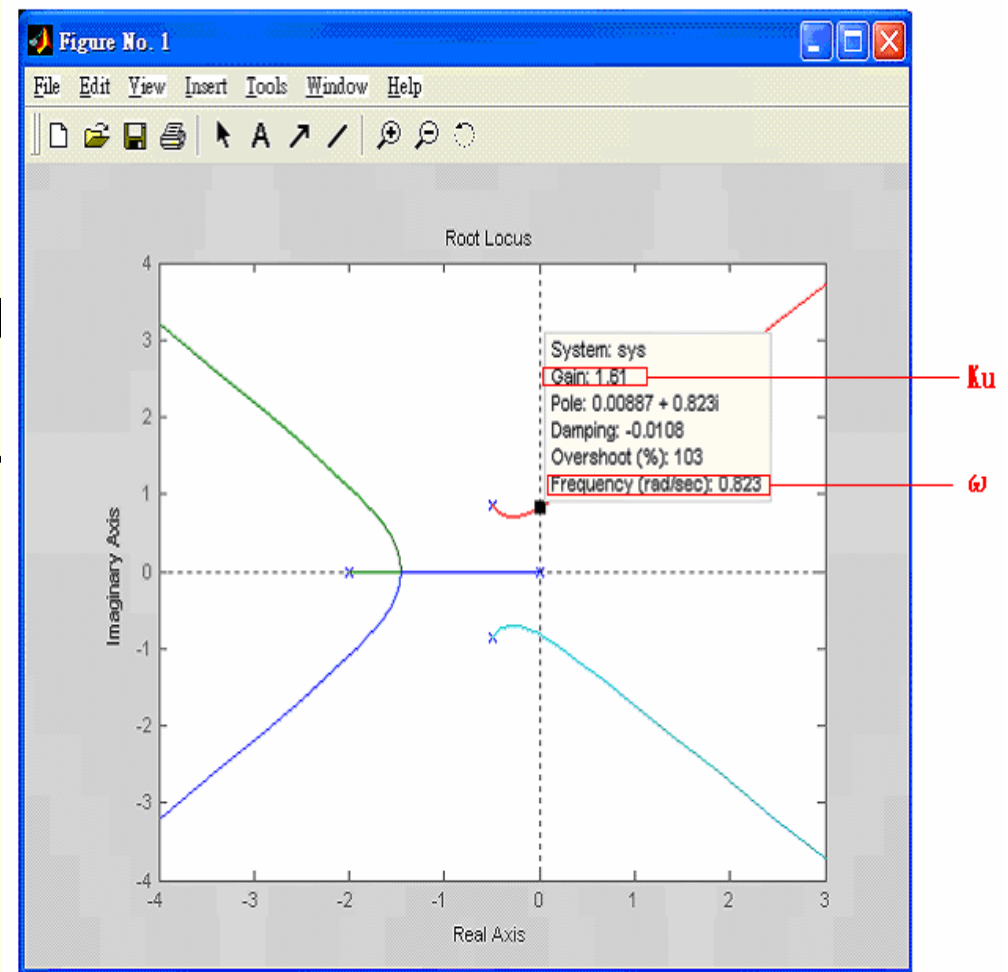 Figure No. 1
File Edit View Insert Tools Window Help
A
Root Locus
4
3
2
1
0
-1
-2
-3
-4
Imaginary Axis
System: sys
Gain: 1.61
Pole: 0.00887 + 0.823i
Damping: -0.0108
Overshoot (%): 103
Frequency (rad/sec): 0.823
Ku
ω
-4 -3 -2 -1 0 1 2 3
Real Axis